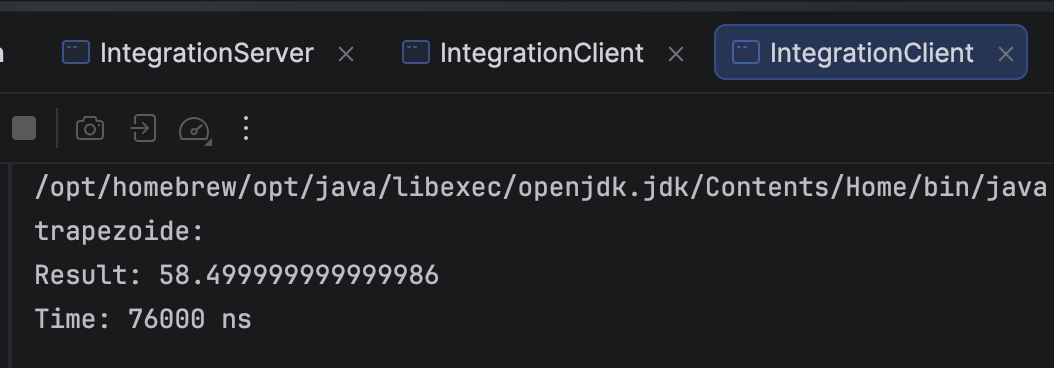 IntegrationServer IntegrationClient IntegrationClient
/opt/homebrew/opt/java/libexec/openjdk.jdk/Contents/Home/bin/java
trapezoide:
Result: 58.499999999999986
Time: 76000 ns